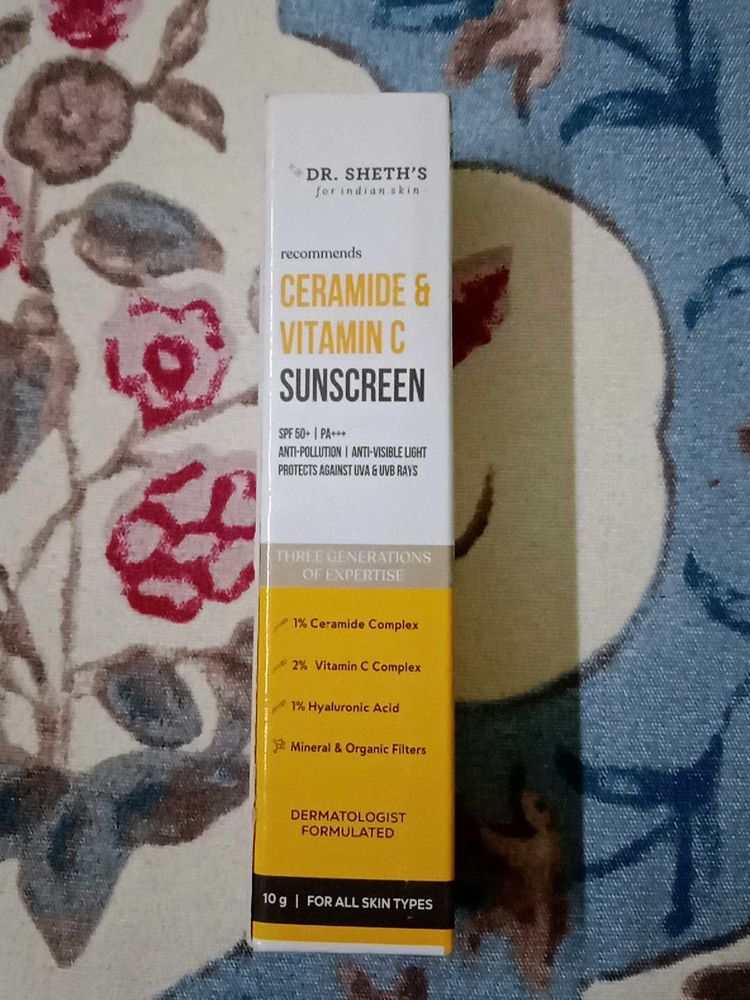 DR. SHETH'S
for indian skin
recommends
CERAMIDE &
VITAMIN C
SUNSCREEN
SPF 50+ | PA+++
ANTI-POLLUTION | ANTI-VISIBLE LIGHT
PROTECTS AGAINST UVA & UVB RAYS
THREE GENERATIONS
OF EXPERTISE
1% Ceramide Complex
2% Vitamin C Complex
1% Hyaluronic Acid
Mineral & Organic Filters
DERMATOLOGIST
FORMULATED
10 g | FOR ALL SKIN TYPES